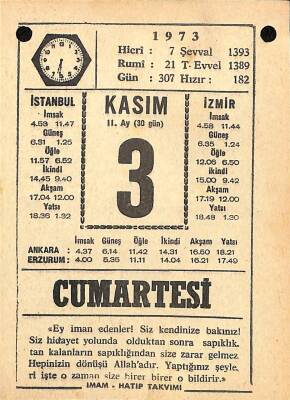 1973
Hicrî : 7 Şevval 1393
Rumî : 21 T. Evvel 1389
Gün : 307 Hızır : 182
İSTANBUL
İmsak
4.53 11.47
Güneş
6.31 1.25
Öğle
11.57 6.52
İkindi
14.45 9.40
Akşam
17.04 12.00
Yatsı
18.36 1.32
KASIM
11. Ay (30 gün)
3
İZMİR
İmsak
4.58 11.44
Güneş
6.35 1.24
Öğle
12.06 6.50
İkindi
15.00 9.42
Akşam
17.19 12.00
Yatsı
18.48 1.30
İmsak Güneş Öğle İkindi Akşam Yatsı
ANKARA : 4.37 6.14 11.42 14.31 16.50 18.21
ERZURUM : 4.00 5.35 11.11 14.04 16.21 17.49
CUMARTESİ
«Ey iman edenler! Siz kendinize bakınız!
Siz hidayet yolunda olduktan sonra sapıklık
tan kalanların sapıklığından size zarar gelmez
Hepinizin dönüşü Allah'adır. Yaptığınız şeyle
ri işte o zaman size birer birer o bildirir.»
İMAM - HATİP TAKVİMİ